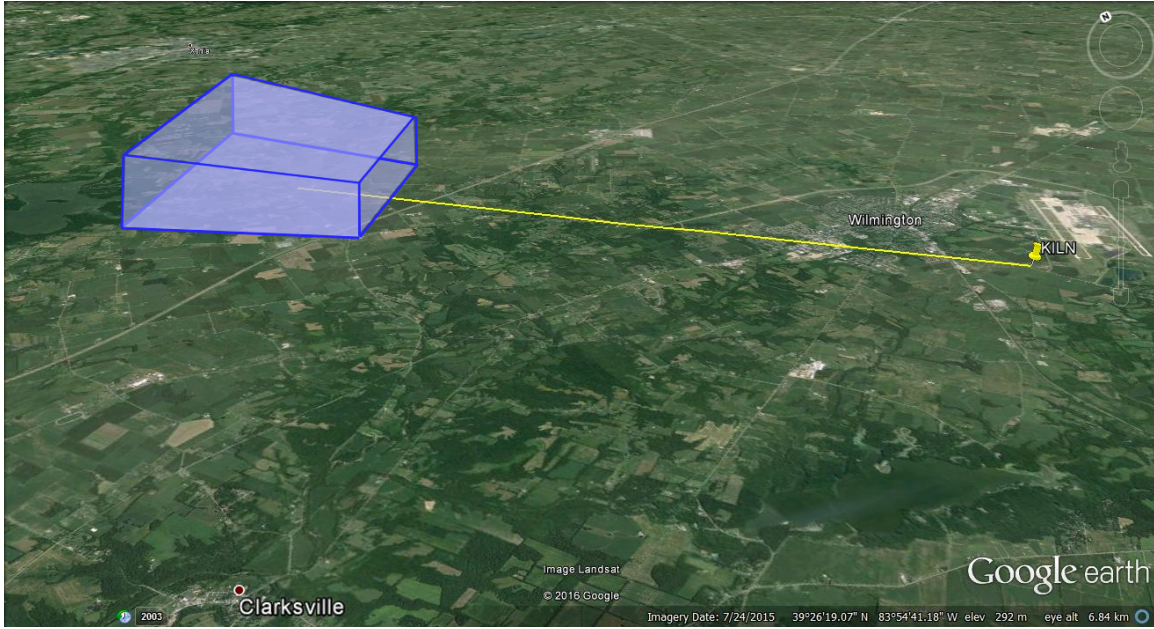 N
Xenia
Wilmington
KILN
Image Landsat
© 2016 Google
Google earth
Clarksville
2003
Imagery Date: 7/24/2015 39°26'19.07" N 83°54'41.18" W elev 292 m eye alt 6.84 km